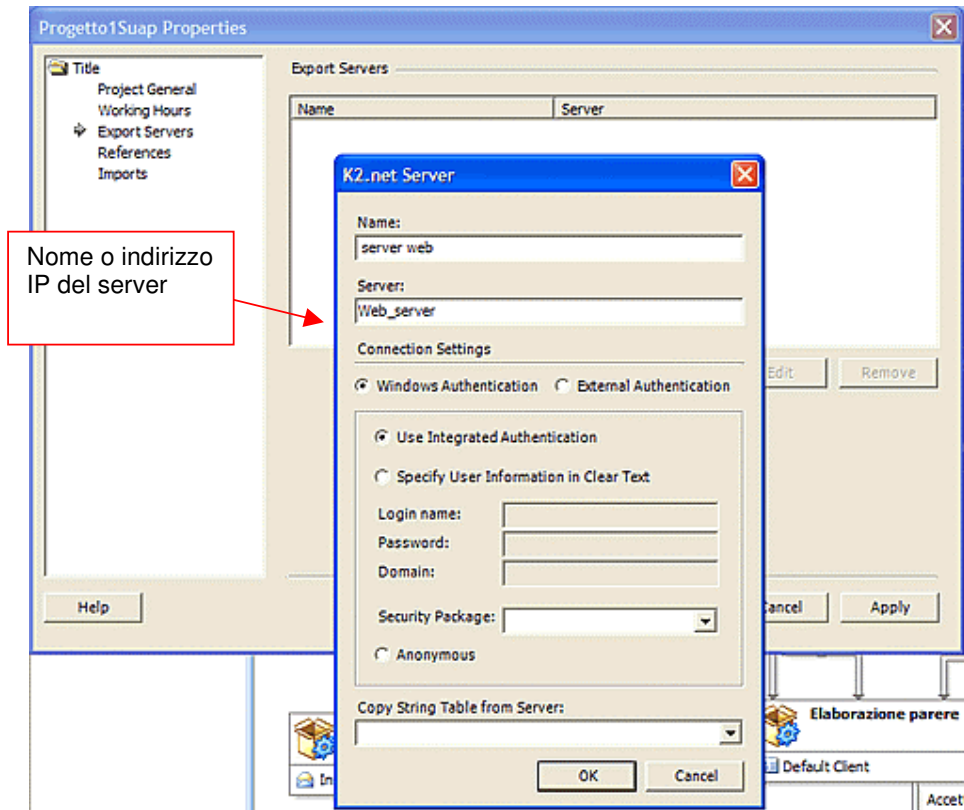 Progetto1Suap Properties
Title
Project General
Working Hours
Export Servers
References
Imports
Export Servers
Name Server
Nome o indirizzo
IP del server
K2.net Server
Name:
server web
Server:
Web_server
Connection Settings
Windows Authentication External Authentication
Use Integrated Authentication
Specify User Information in Clear Text
Login name:
Password:
Domain:
Security Package:
Anonymous
Copy String Table from Server:
OK Cancel
Edit Remove
Help
Cancel Apply
In
Elaborazione parere
Default Client
Accet